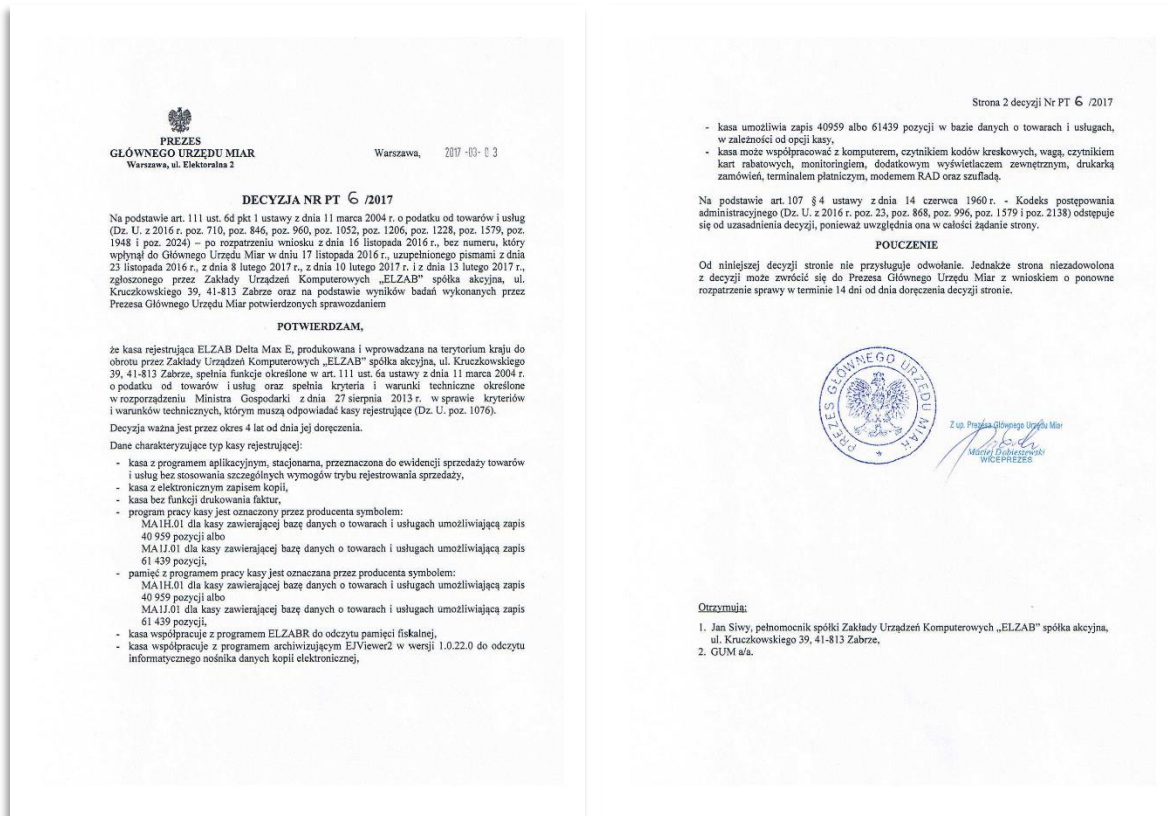 PREZES
GŁÓWNEGO URZĘDU MIAR
Warszawa, ul. Elektoralna 2
Warszawa, 2017 -03- 03
DECYZJA NR PT 6 /2017
Na podstawie art. 111 ust. 6d pkt 1 ustawy z dnia 11 marca 2004 r. o podatku od towarów i usług
(Dz. U. z 2016 r. poz. 710, poz. 846, poz. 960, poz. 1052, poz. 1206, poz. 1228, poz. 1579, poz.
1948 i poz. 2024) – po rozpatrzeniu wniosku z dnia 16 listopada 2016 r., bez numeru, który
wpłynął do Głównego Urzędu Miar w dniu 17 listopada 2016 r., uzupełnionego pismami z dnia
23 listopada 2016 r., z dnia 8 lutego 2017 r., z dnia 10 lutego 2017 r. i z dnia 13 lutego 2017 r.,
zgłoszonego przez Zakłady Urządzeń Komputerowych „ELZAB” spółka akcyjna, ul.
Kruczkowskiego 39, 41-813 Zabrze oraz na podstawie wyników badań wykonanych przez
Prezesa Głównego Urzędu Miar potwierdzonych sprawozdaniem
POTWIERDZAM,
że kasa rejestrująca ELZAB Delta Max E, produkowana i wprowadzana na terytorium kraju do
obrotu przez Zakłady Urządzeń Komputerowych „ELZAB” spółka akcyjna, ul. Kruczkowskiego
39, 41-813 Zabrze, spełnia funkcje określone w art. 111 ust. 6a ustawy z dnia 11 marca 2004 r.
o podatku od towarów i usług oraz spełnia kryteria i warunki techniczne określone
w rozporządzeniu Ministra Gospodarki z dnia 27 sierpnia 2013 r. w sprawie kryteriów
i warunków technicznych, którym muszą odpowiadać kasy rejestrujące (Dz. U. poz. 1076).
Decyzja ważna jest przez okres 4 lat od dnia jej doręczenia.
Dane charakteryzujące typ kasy rejestrującej:
- kasa z programem aplikacyjnym, stacjonarna, przeznaczona do ewidencji sprzedaży towarów
i usług bez stosowania szczególnych wymogów trybu rejestrowania sprzedaży,
- kasa z elektronicznym zapisem kopii,
- kasa bez funkcji drukowania faktur,
- program pracy kasy jest oznaczony przez producenta symbolem:
MA1H.01 dla kasy zawierającej bazę danych o towarach i usługach umożliwiającą zapis
40 959 pozycji albo
MA1J.01 dla kasy zawierającej bazę danych o towarach i usługach umożliwiającą zapis
61 439 pozycji,
- pamięć z programem pracy kasy jest oznaczana przez producenta symbolem:
MA1H.01 dla kasy zawierającej bazę danych o towarach i usługach umożliwiającą zapis
40 959 pozycji albo
MA1J.01 dla kasy zawierającej bazę danych o towarach i usługach umożliwiającą zapis
61 439 pozycji,
- kasa współpracuje z programem ELZABR do odczytu pamięci fiskalnej,
- kasa współpracuje z programem archiwizującym EJViewer2 w wersji 1.0.22.0 do odczytu
informatycznego nośnika danych kopii elektronicznej,
Strona 2 decyzji Nr PT 6 /2017
- kasa umożliwia zapis 40959 albo 61439 pozycji w bazie danych o towarach i usługach,
w zależności od opcji kasy,
- kasa może współpracować z komputerem, czytnikiem kodów kreskowych, wagą, czytnikiem
kart rabatowych, monitoringiem, dodatkowym wyświetlaczem zewnętrznym, drukarką
zamówień, terminalem płatniczym, modemem RAD oraz szufladą.
Na podstawie art. 107 § 4 ustawy z dnia 14 czerwca 1960 r. - Kodeks postępowania
administracyjnego (Dz. U. z 2016 r. poz. 23, poz. 868, poz. 996, poz. 1579 i poz. 2138) odstępuje
się od uzasadnienia decyzji, ponieważ uwzględnia ona w całości żądanie strony.
POUCZENIE
Od niniejszej decyzji stronie nie przysługuje odwołanie. Jednakże strona niezadowolona
z decyzji może zwrócić się do Prezesa Głównego Urzędu Miar z wnioskiem o ponowne
rozpatrzenie sprawy w terminie 14 dni od dnia doręczenia decyzji stronie.
PREZES GŁÓWNEGO URZĘDU MIAR
Z up. Prezesa Głównego Urzędu Miar
Maciej Dobieszewski
WICEPREZES
Otrzymują:
1. Jan Siwy, pełnomocnik spółki Zakłady Urządzeń Komputerowych „ELZAB” spółka akcyjna,
ul. Kruczkowskiego 39, 41-813 Zabrze,
2. GUM a/a.